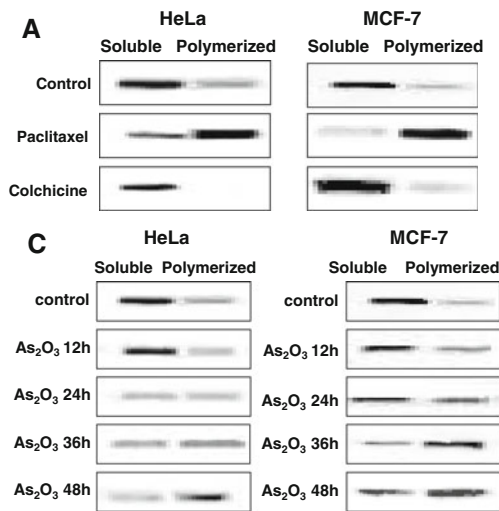 A
HeLa
MCF-7
Soluble Polymerized
Soluble Polymerized
Control
Paclitaxel
Colchicine
C
HeLa
MCF-7
Soluble Polymerized
Soluble Polymerized
control
control
As₂O₃ 12h
As₂O₃ 12h
As₂O₃ 24h
As₂O₃ 24h
As₂O₃ 36h
As₂O₃ 36h
As₂O₃ 48h
As₂O₃ 48h